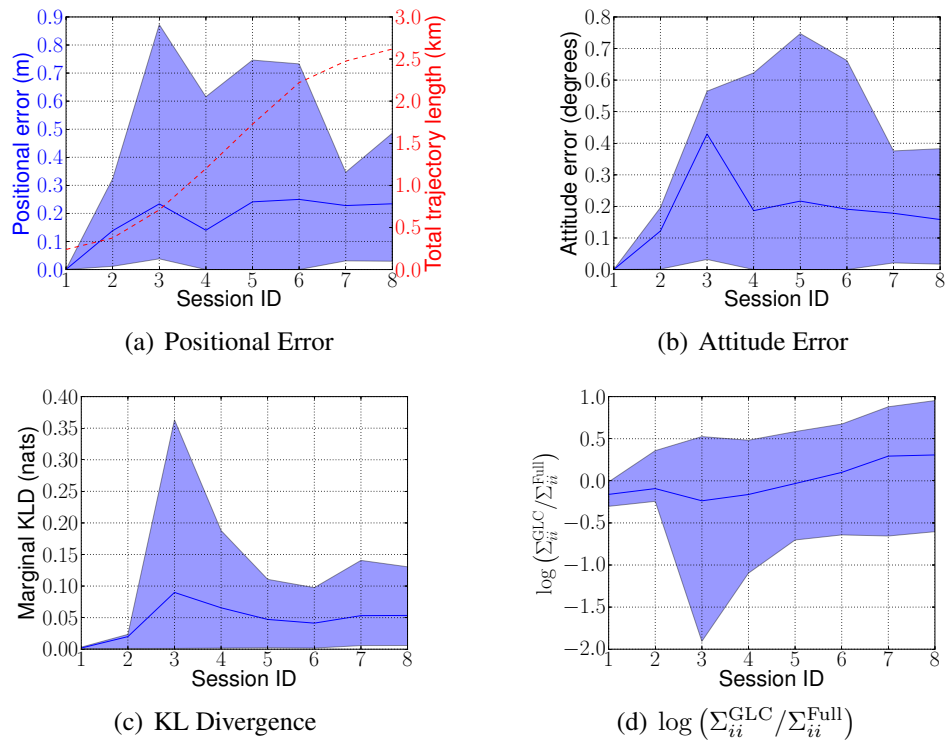 0.9
0.8
0.7
0.6
0.5
0.4
0.3
0.2
0.1
0.0
Positional error (m)
3.0
2.5
2.0
1.5
1.0
0.5
0.0
Total trajectory length (km)
1 2 3 4 5 6 7 8
Session ID
(a) Positional Error
0.8
0.7
0.6
0.5
0.4
0.3
0.2
0.1
0.0
Attitude error (degrees)
1 2 3 4 5 6 7 8
Session ID
(b) Attitude Error
0.40
0.35
0.30
0.25
0.20
0.15
0.10
0.05
0.00
Marginal KLD (nats)
1 2 3 4 5 6 7 8
Session ID
(c) KL Divergence
1.0
0.5
0.0
−0.5
−1.0
−1.5
−2.0
log (Σ_ii^GLC/Σ_ii^Full)
1 2 3 4 5 6 7 8
Session ID
(d) log (Σ_ii^GLC/Σ_ii^Full)